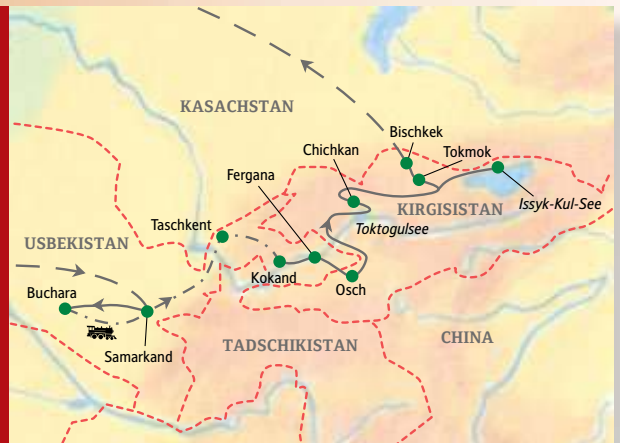 KASACHSTAN
Bischkek
Chichkan
Tokmok
Fergana
Taschkent
KIRGISISTAN
Issyk-Kul-See
Toktogulsee
USBEKISTAN
Kokand
Osch
Buchara
Samarkand
TADSCHIKISTAN
CHINA